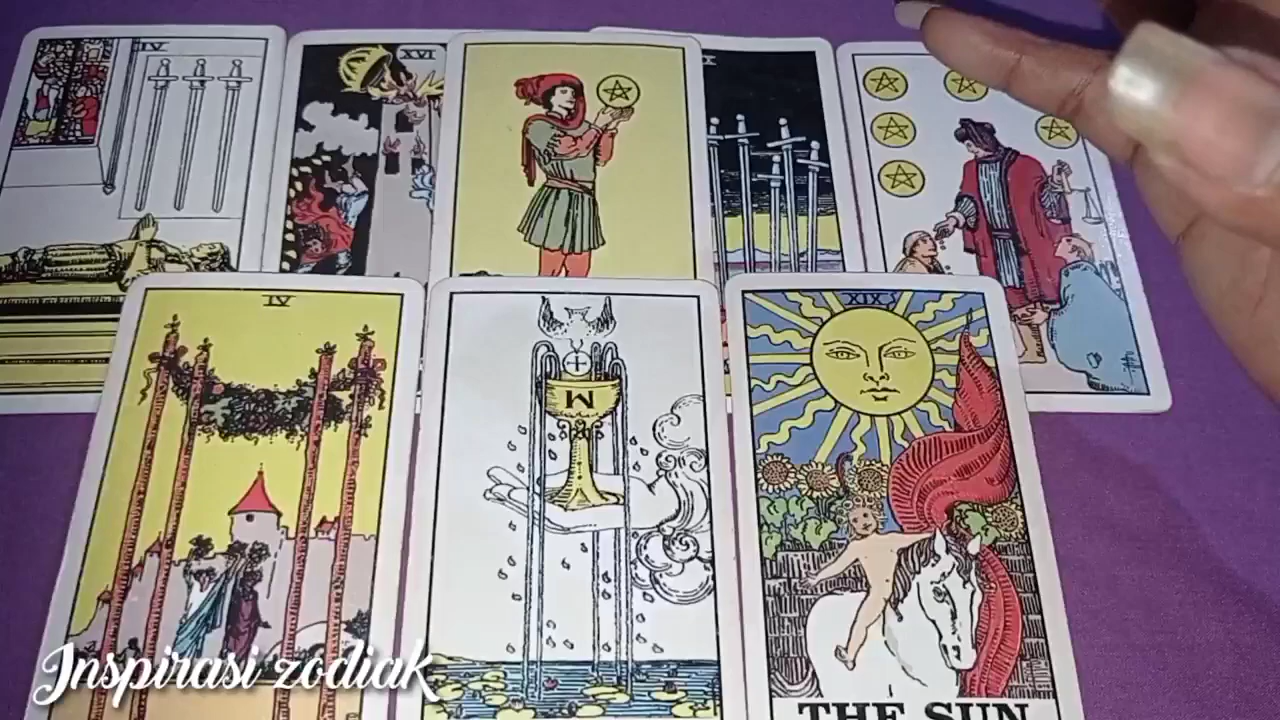 IV
XVI
X
IV
M
XIX
THE SUN
Inspirasi zodiak